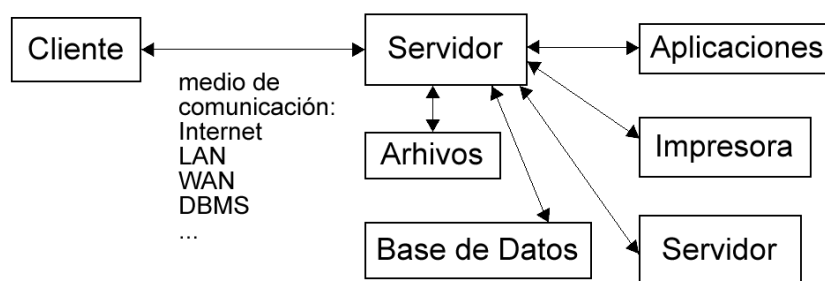 Cliente
Servidor
Aplicaciones
medio de
comunicación:
Internet
LAN
WAN
DBMS
...
Arhivos
Impresora
Base de Datos
Servidor